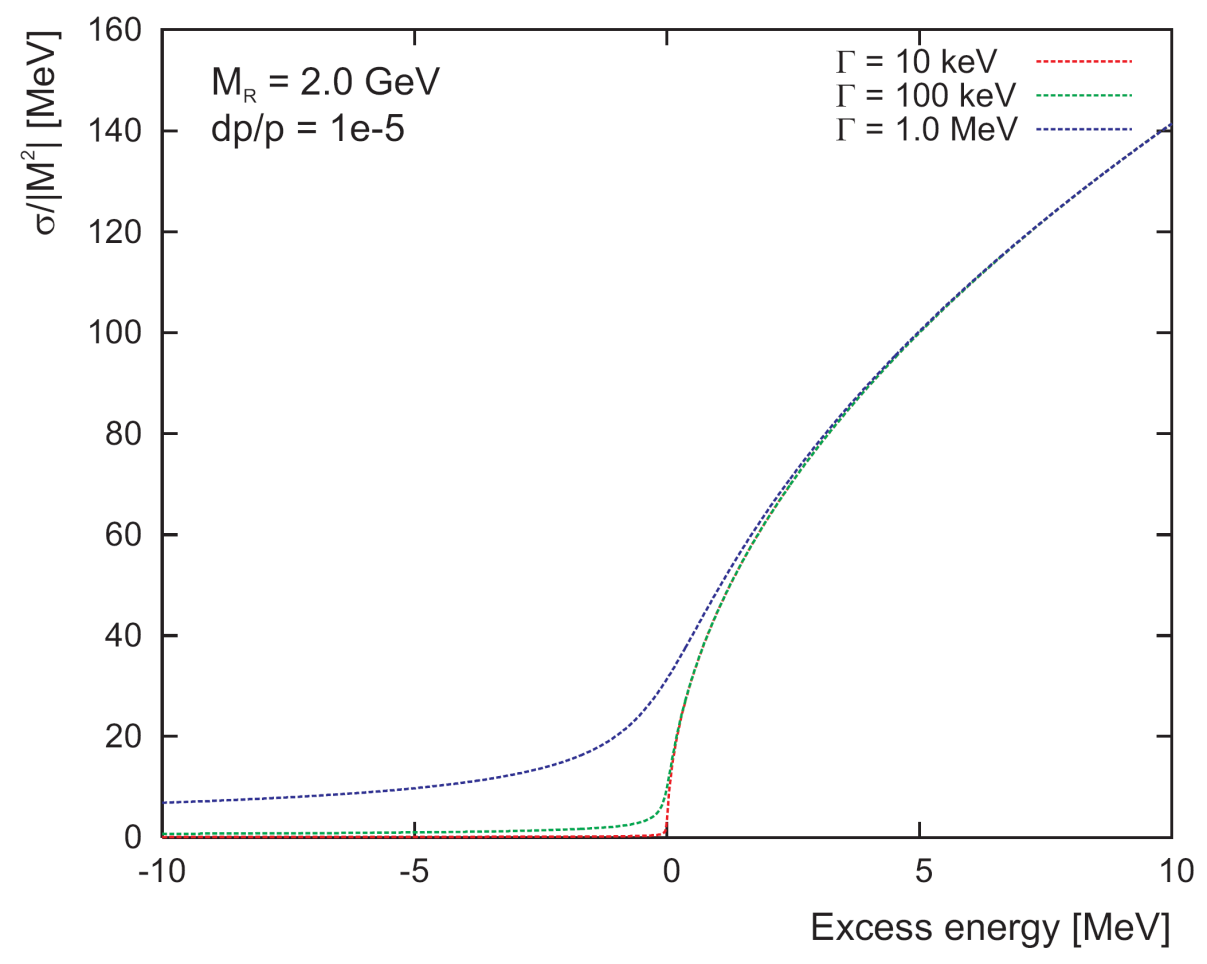 σ/|M²| [MeV]
160
140
120
100
80
60
40
20
0
M_R = 2.0 GeV
dp/p = 1e-5
Γ = 10 keV
Γ = 100 keV
Γ = 1.0 MeV
-10 -5 0 5 10
Excess energy [MeV]